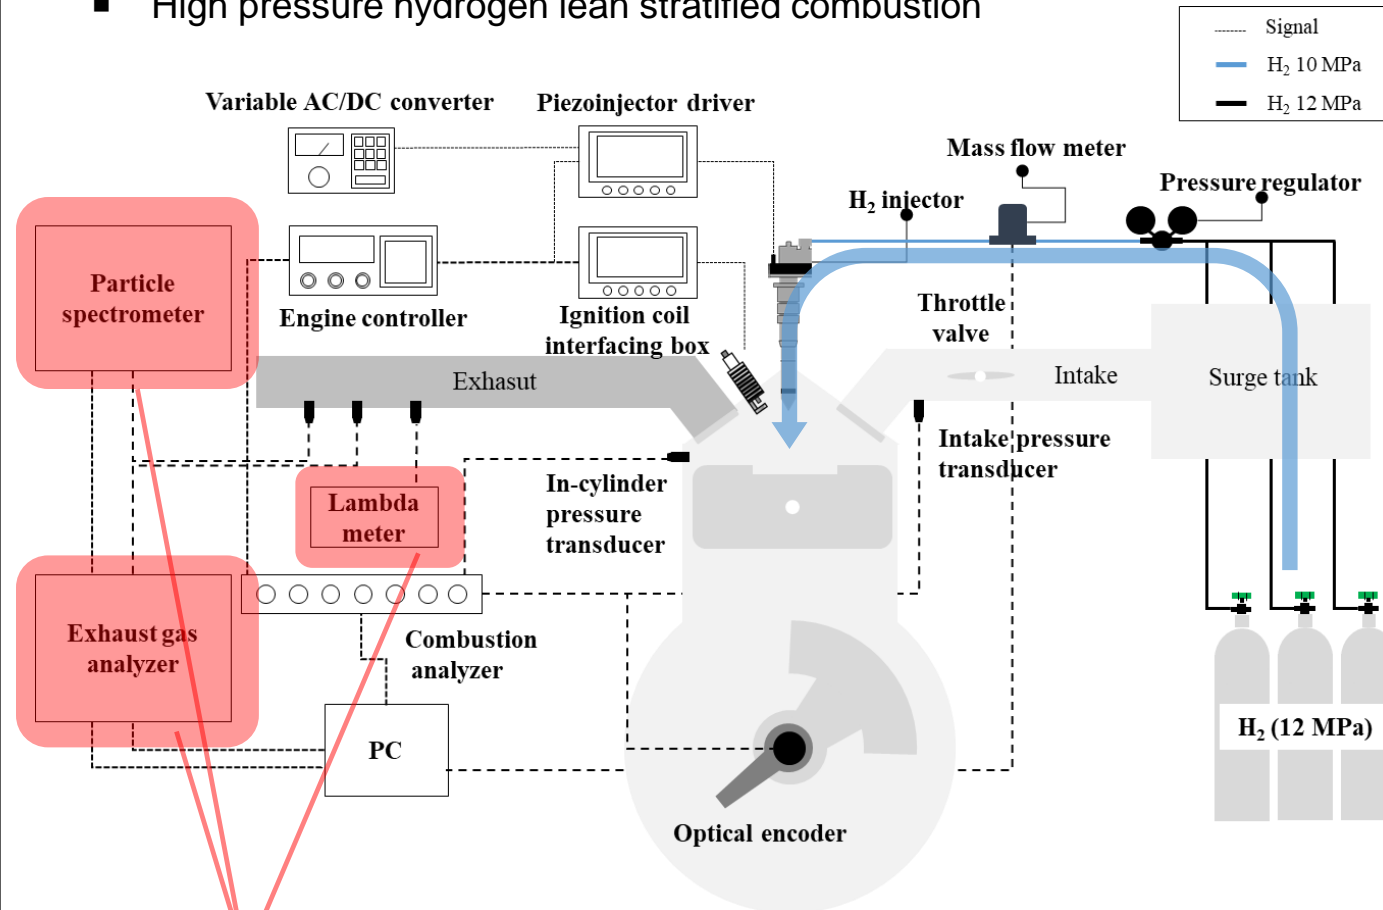 ■ High pressure hydrogen lean stratified combustion
Signal
H₂ 10 MPa
H₂ 12 MPa
Variable AC/DC converter
Piezoinjector driver
Mass flow meter
Pressure regulator
H₂ injector
Particle
spectrometer
Engine controller
Ignition coil
interfacing box
Throttle
valve
Exhasut
Intake
Surge tank
Intake pressure
transducer
In-cylinder
pressure
transducer
Lambda
meter
Exhaust gas
analyzer
Combustion
analyzer
PC
H₂ (12 MPa)
Optical encoder